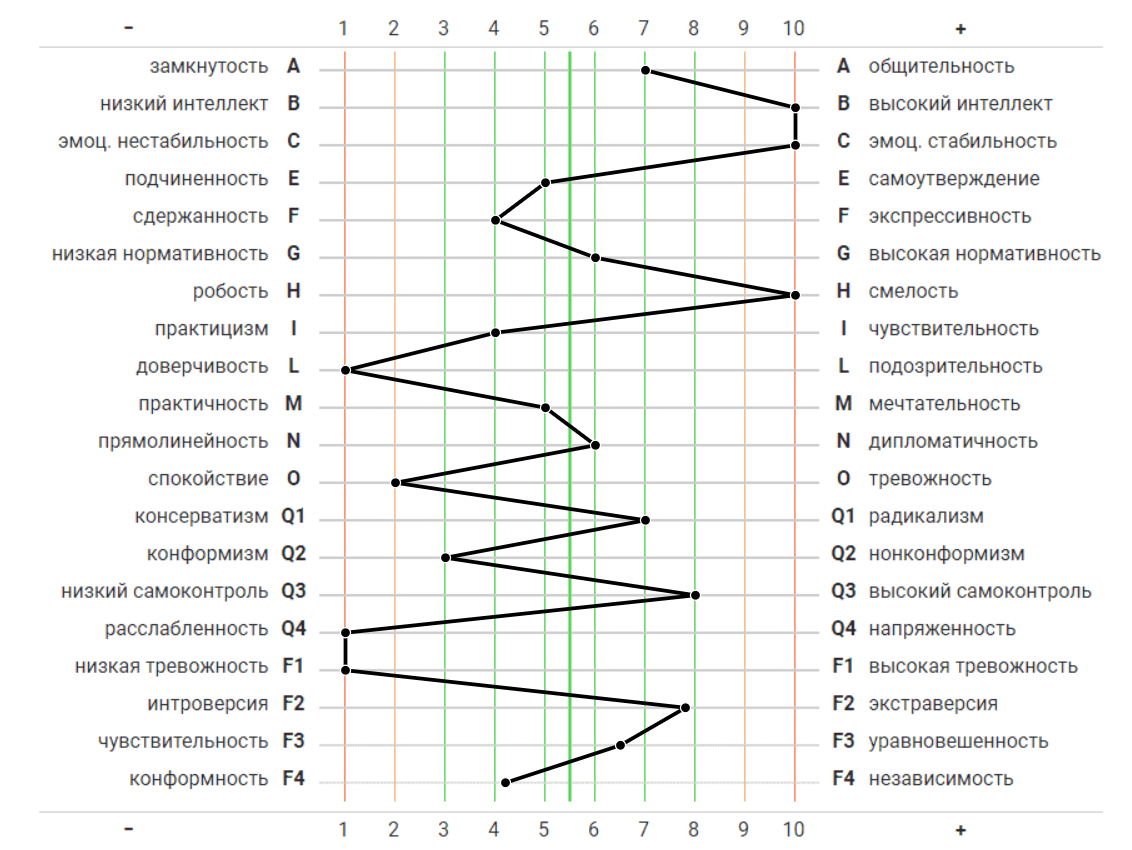 − 1 2 3 4 5 6 7 8 9 10 +
замкнутость A A общительность
низкий интеллект B B высокий интеллект
эмоц. нестабильность C C эмоц. стабильность
подчиненность E E самоутверждение
сдержанность F F экспрессивность
низкая нормативность G G высокая нормативность
робость H H смелость
практицизм I I чувствительность
доверчивость L L подозрительность
практичность M M мечтательность
прямолинейность N N дипломатичность
спокойствие O O тревожность
консерватизм Q1 Q1 радикализм
конформизм Q2 Q2 нонконформизм
низкий самоконтроль Q3 Q3 высокий самоконтроль
расслабленность Q4 Q4 напряженность
низкая тревожность F1 F1 высокая тревожность
интроверсия F2 F2 экстраверсия
чувствительность F3 F3 уравновешенность
конформность F4 F4 независимость
− 1 2 3 4 5 6 7 8 9 10 +